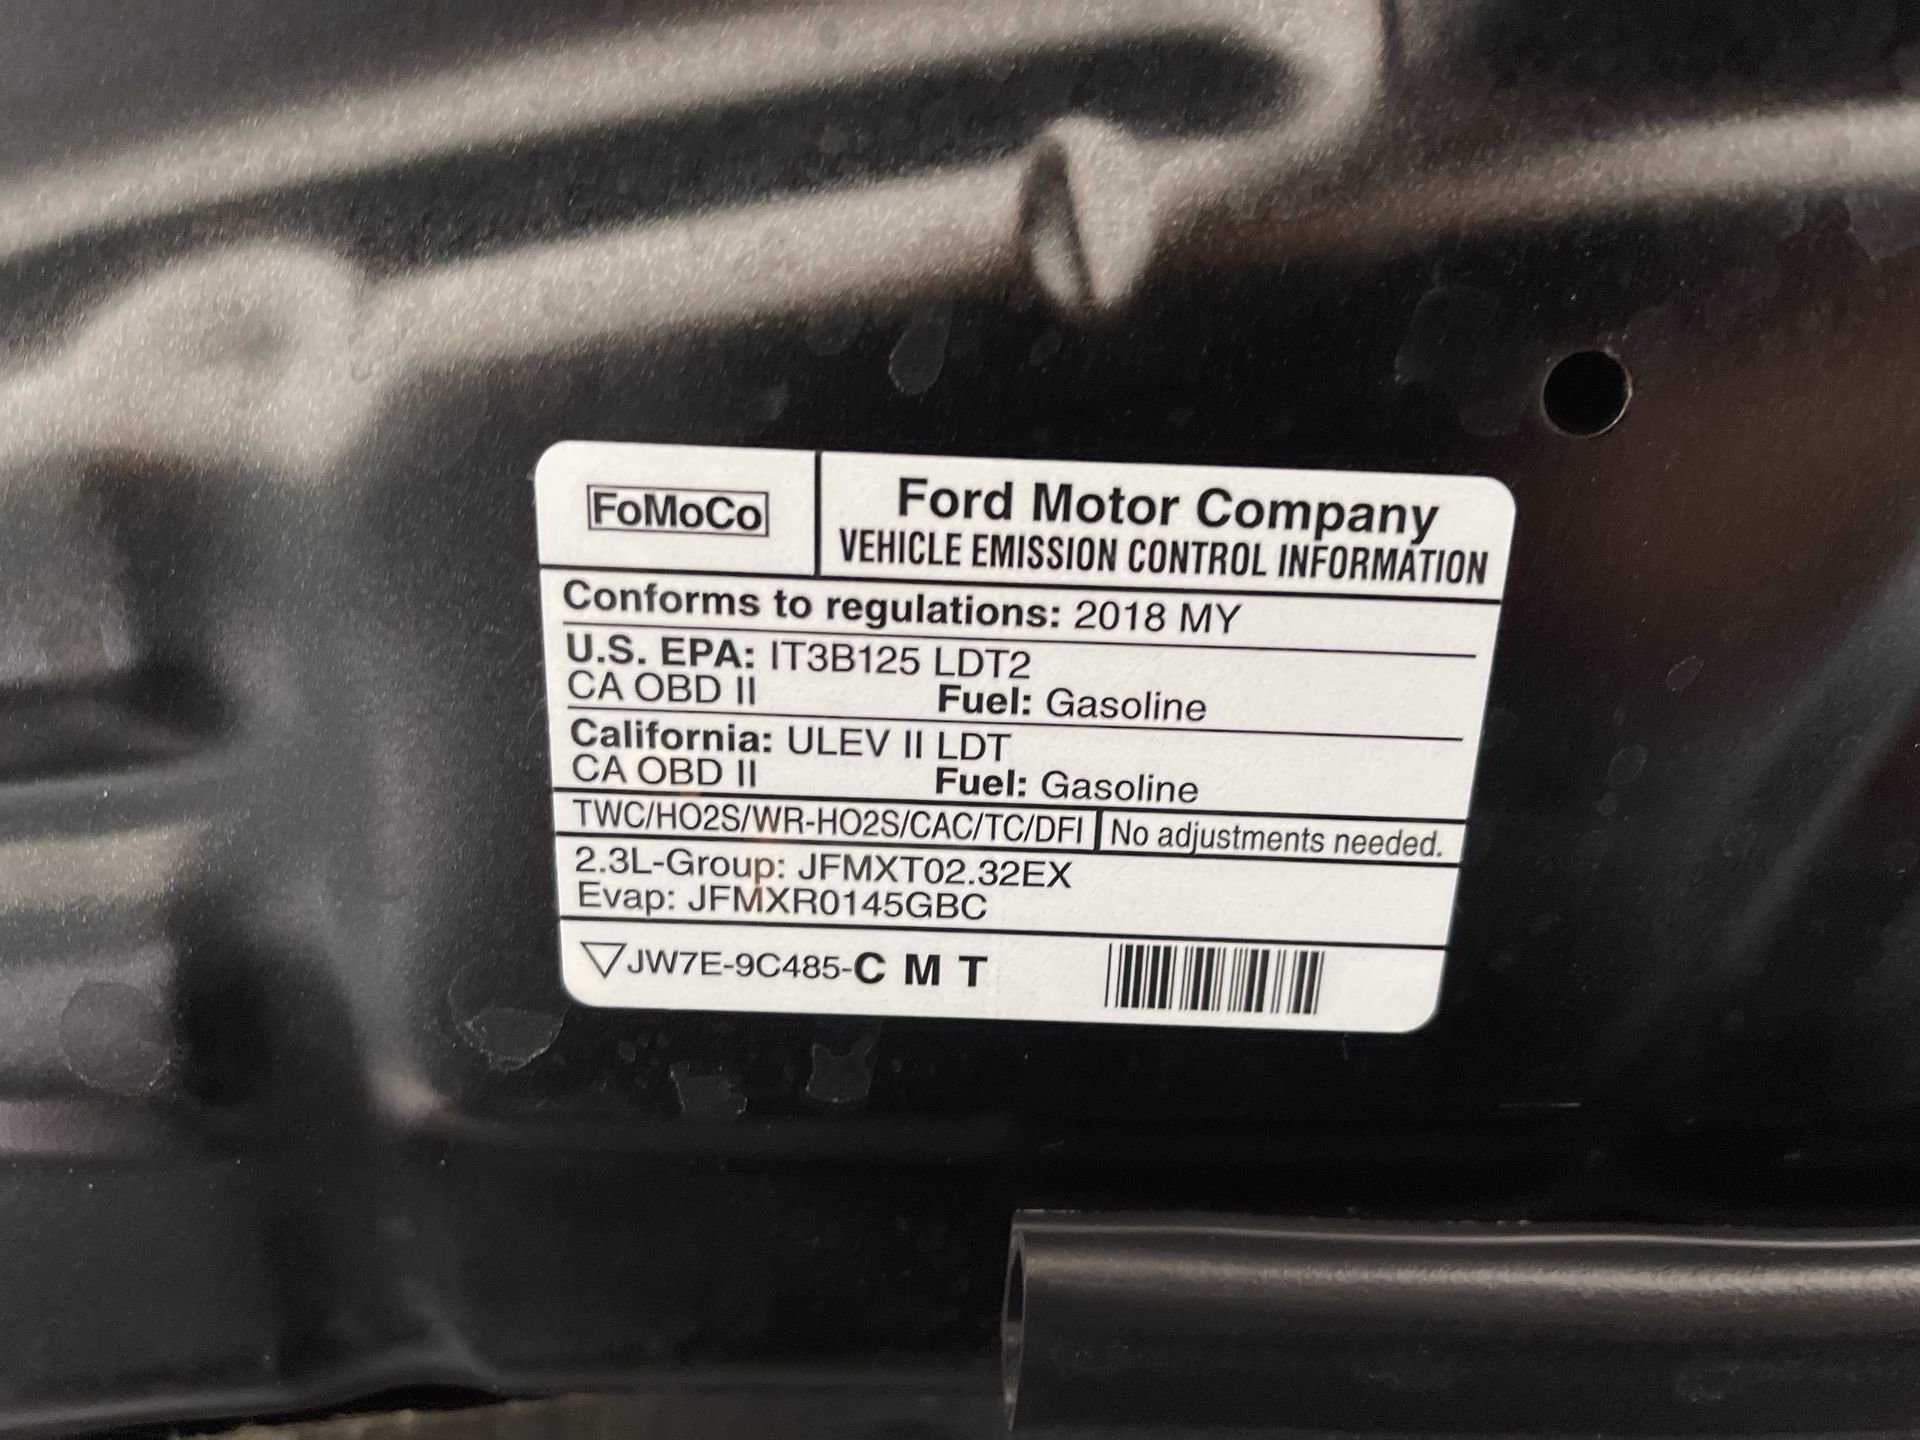 FoMoCo
Ford Motor Company
VEHICLE EMISSION CONTROL INFORMATION
Conforms to regulations: 2018 MY
U.S. EPA: IT3B125 LDT2
CA OBD II Fuel: Gasoline
California: ULEV II LDT
CA OBD II Fuel: Gasoline
TWC/HO2S/WR-HO2S/CAC/TC/DFI No adjustments needed.
2.3L-Group: JFMXT02.32EX
Evap: JFMXR0145GBC
JW7E-9C485-C M T